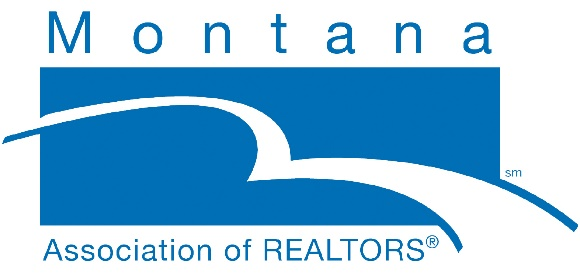 Montana
sm
Association of REALTORS®